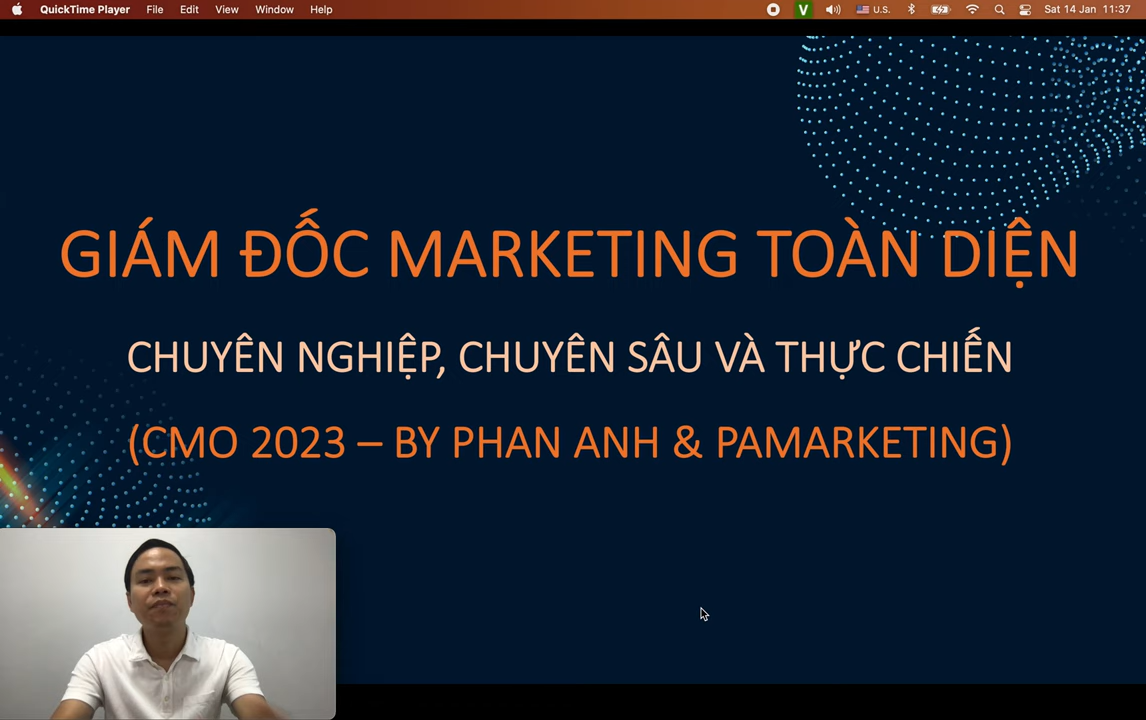 QuickTime Player File Edit View Window Help V U.S. Sat 14 Jan 11:37
GIÁM ĐỐC MARKETING TOÀN DIỆN
CHUYÊN NGHIỆP, CHUYÊN SÂU VÀ THỰC CHIẾN
(CMO 2023 – BY PHAN ANH & PAMARKETING)